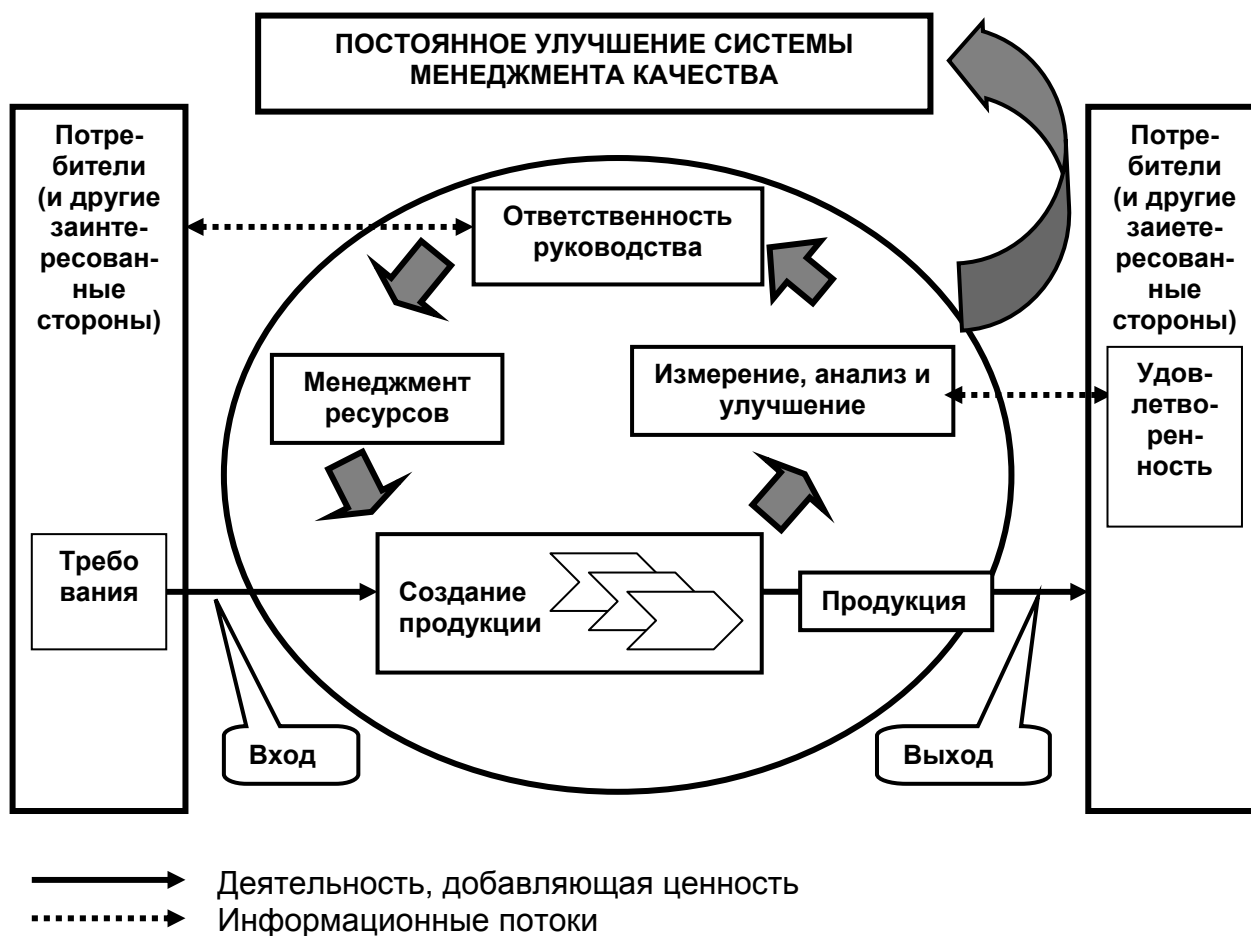 ПОСТОЯННОЕ УЛУЧШЕНИЕ СИСТЕМЫ
МЕНЕДЖМЕНТА КАЧЕСТВА
Потре-
бители
(и другие
заинте-
ресован-
ные
стороны)
Требо
вания
Ответственность
руководства
Менеджмент
ресурсов
Измерение, анализ и
улучшение
Создание
продукции
Продукция
Вход
Выход
Потре-
бители
(и другие
заиете-
ресован-
ные
стороны)
Удов-
летво-
рен-
ность
Деятельность, добавляющая ценность
Информационные потоки